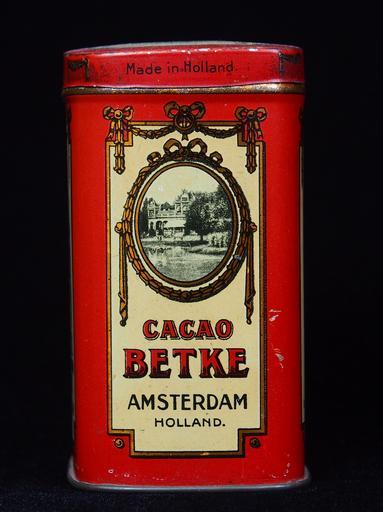 Made in Holland.
CACAO
BETKE
AMSTERDAM
HOLLAND.